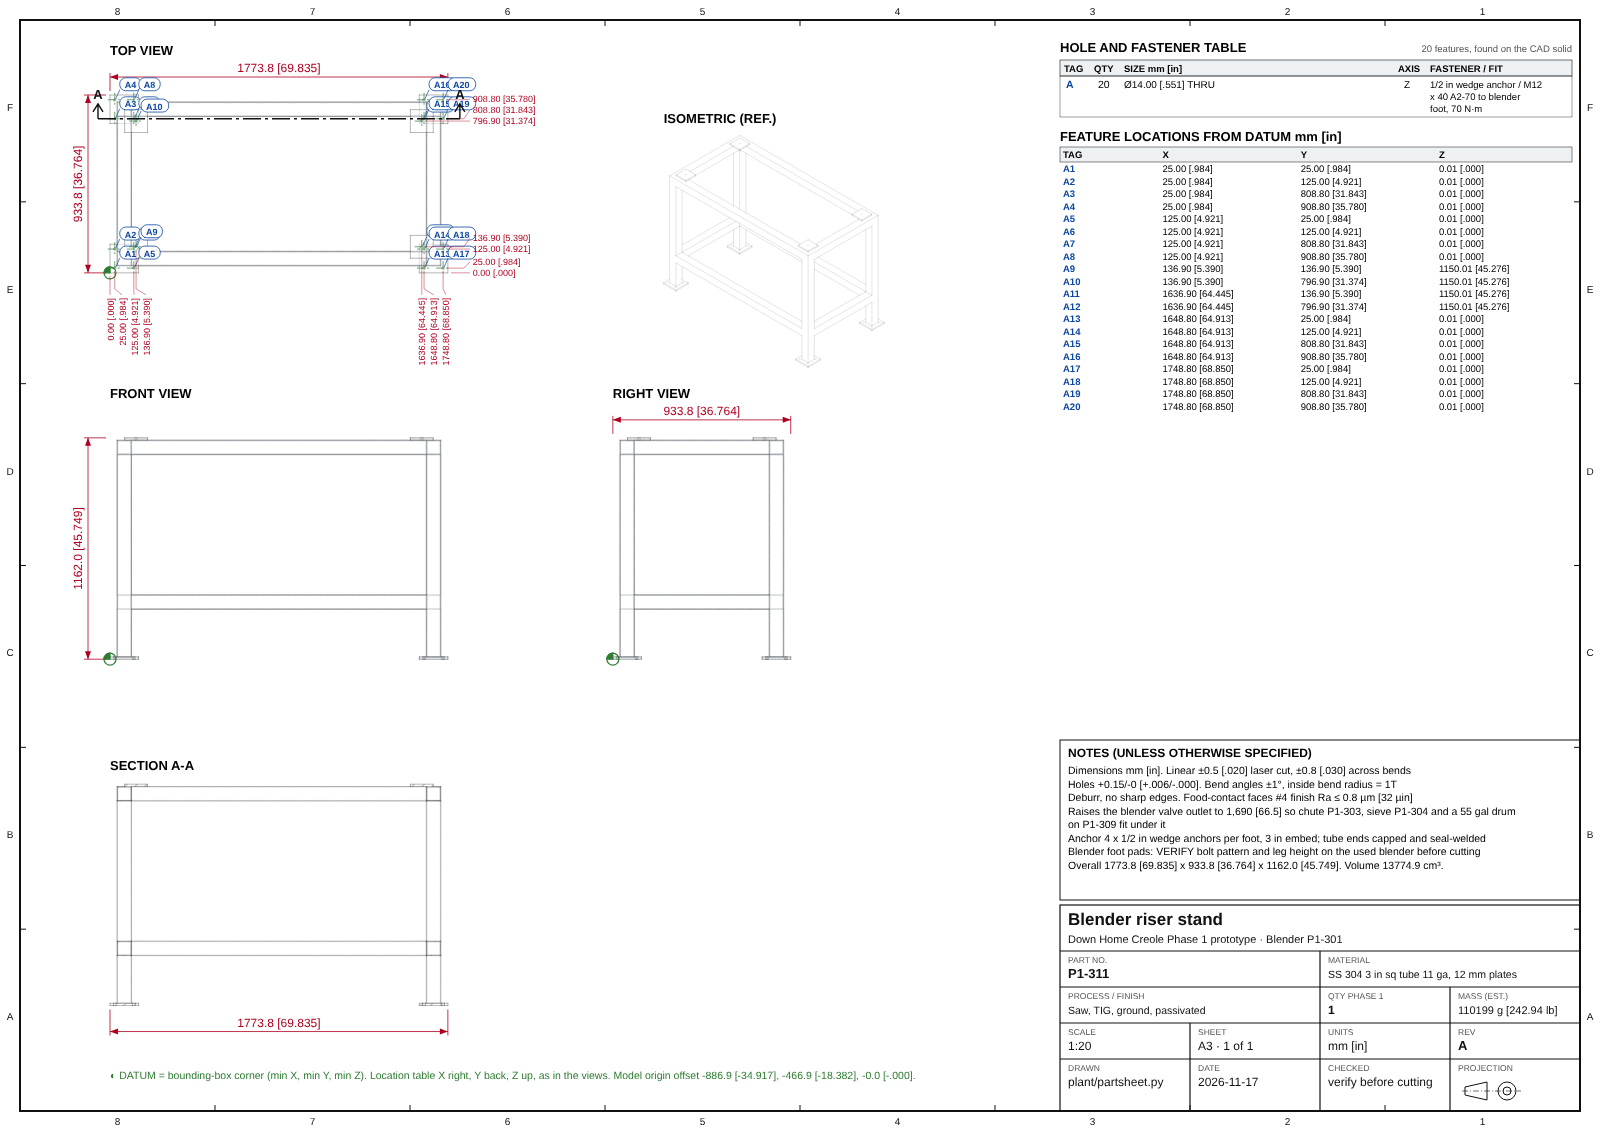 8 7 6 5 4 3 2 1
TOP VIEW
1773.8 [69.835]
A4 A8
A3 A10
A
A16 A20
A15 A19
A
908.80 [35.780]
808.80 [31.843]
796.90 [31.374]
933.8 [36.764]
A2 A9
A1 A5
A14 A18
A13 A17
136.90 [5.390]
125.00 [4.921]
25.00 [.984]
0.00 [.000]
0.00 [.000]
25.00 [.984]
125.00 [4.921]
136.90 [5.390]
1636.90 [64.445]
1648.80 [64.913]
1748.80 [68.850]
ISOMETRIC (REF.)
FRONT VIEW
1162.0 [45.749]
RIGHT VIEW
933.8 [36.764]
SECTION A-A
1773.8 [69.835]
DATUM = bounding-box corner (min X, min Y, min Z). Location table X right, Y back, Z up, as in the views. Model origin offset -886.9 [-34.917], -466.9 [-18.382], -0.0 [-.000].
HOLE AND FASTENER TABLE 20 features, found on the CAD solid
TAG QTY SIZE mm [in] AXIS FASTENER / FIT
A 20 Ø14.00 [.551] THRU Z 1/2 in wedge anchor / M12
x 40 A2-70 to blender
foot, 70 N·m
FEATURE LOCATIONS FROM DATUM mm [in]
TAG X Y Z
A1 25.00 [.984] 25.00 [.984] 0.01 [.000]
A2 25.00 [.984] 125.00 [4.921] 0.01 [.000]
A3 25.00 [.984] 808.80 [31.843] 0.01 [.000]
A4 25.00 [.984] 908.80 [35.780] 0.01 [.000]
A5 125.00 [4.921] 25.00 [.984] 0.01 [.000]
A6 125.00 [4.921] 125.00 [4.921] 0.01 [.000]
A7 125.00 [4.921] 808.80 [31.843] 0.01 [.000]
A8 125.00 [4.921] 908.80 [35.780] 0.01 [.000]
A9 136.90 [5.390] 136.90 [5.390] 1150.01 [45.276]
A10 136.90 [5.390] 796.90 [31.374] 1150.01 [45.276]
A11 1636.90 [64.445] 136.90 [5.390] 1150.01 [45.276]
A12 1636.90 [64.445] 796.90 [31.374] 1150.01 [45.276]
A13 1648.80 [64.913] 25.00 [.984] 0.01 [.000]
A14 1648.80 [64.913] 125.00 [4.921] 0.01 [.000]
A15 1648.80 [64.913] 808.80 [31.843] 0.01 [.000]
A16 1648.80 [64.913] 908.80 [35.780] 0.01 [.000]
A17 1748.80 [68.850] 25.00 [.984] 0.01 [.000]
A18 1748.80 [68.850] 125.00 [4.921] 0.01 [.000]
A19 1748.80 [68.850] 808.80 [31.843] 0.01 [.000]
A20 1748.80 [68.850] 908.80 [35.780] 0.01 [.000]
NOTES (UNLESS OTHERWISE SPECIFIED)
Dimensions mm [in]. Linear ±0.5 [.020] laser cut, ±0.8 [.030] across bends
Holes +0.15/-0 [+.006/-.000]. Bend angles ±1°, inside bend radius = 1T
Deburr, no sharp edges. Food-contact faces #4 finish Ra ≤ 0.8 µm [32 µin]
Raises the blender valve outlet to 1,690 [66.5] so chute P1-303, sieve P1-304 and a 55 gal drum
on P1-309 fit under it
Anchor 4 x 1/2 in wedge anchors per foot, 3 in embed; tube ends capped and seal-welded
Blender foot pads: VERIFY bolt pattern and leg height on the used blender before cutting
Overall 1773.8 [69.835] x 933.8 [36.764] x 1162.0 [45.749]. Volume 13774.9 cm³.
Blender riser stand
Down Home Creole Phase 1 prototype · Blender P1-301
PART NO. MATERIAL
P1-311 SS 304 3 in sq tube 11 ga, 12 mm plates
PROCESS / FINISH QTY PHASE 1 MASS (EST.)
Saw, TIG, ground, passivated 1 110199 g [242.94 lb]
SCALE SHEET UNITS REV
1:20 A3 · 1 of 1 mm [in] A
DRAWN DATE CHECKED PROJECTION
plant/partsheet.py 2026-11-17 verify before cutting
F E D C B A
F E D C B A
8 7 6 5 4 3 2 1